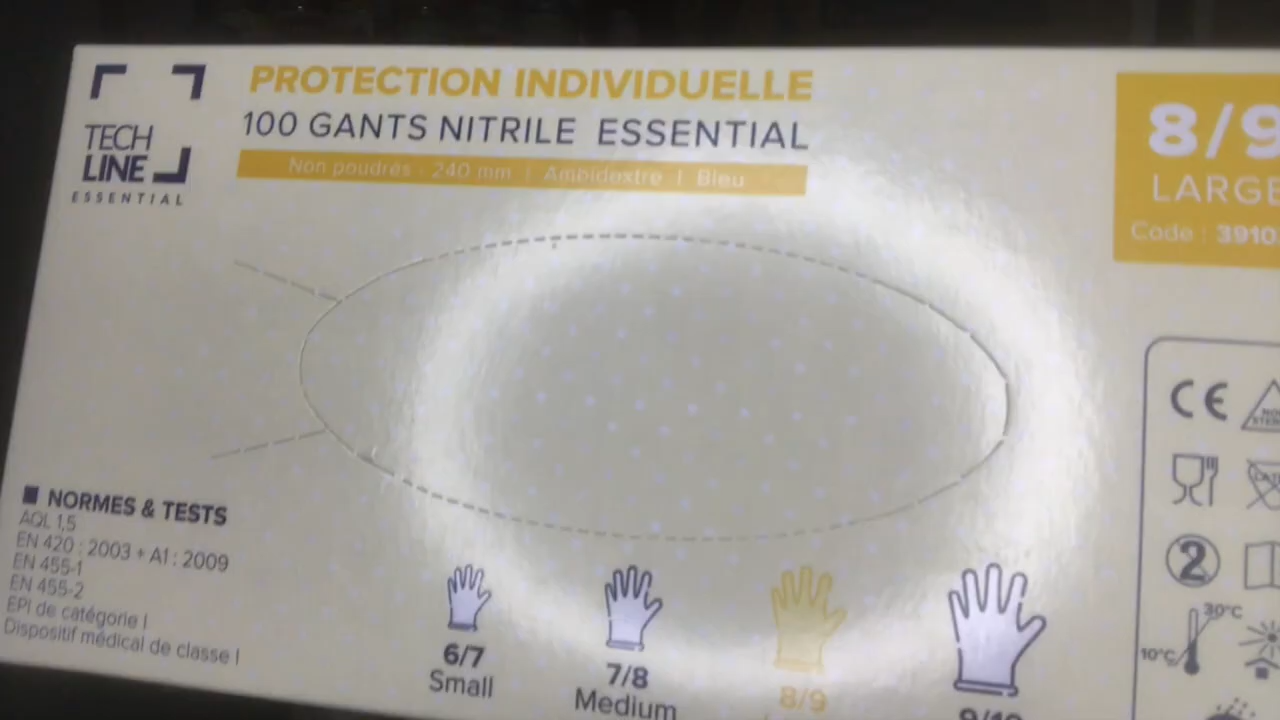 TECH
LINE
ESSENTIAL
PROTECTION INDIVIDUELLE
100 GANTS NITRILE ESSENTIAL
Non poudrés - 240 mm | Ambidextre | Bleu
8/9
LARGE
Code : 3910
NORMES & TESTS
AQL 1,5
EN 420 : 2003 + A1 : 2009
EN 455-1
EN 455-2
EPI de catégorie I
Dispositif médical de classe I
6/7
Small
7/8
Medium
8/9
9/10
CE
2
30°C
10°C